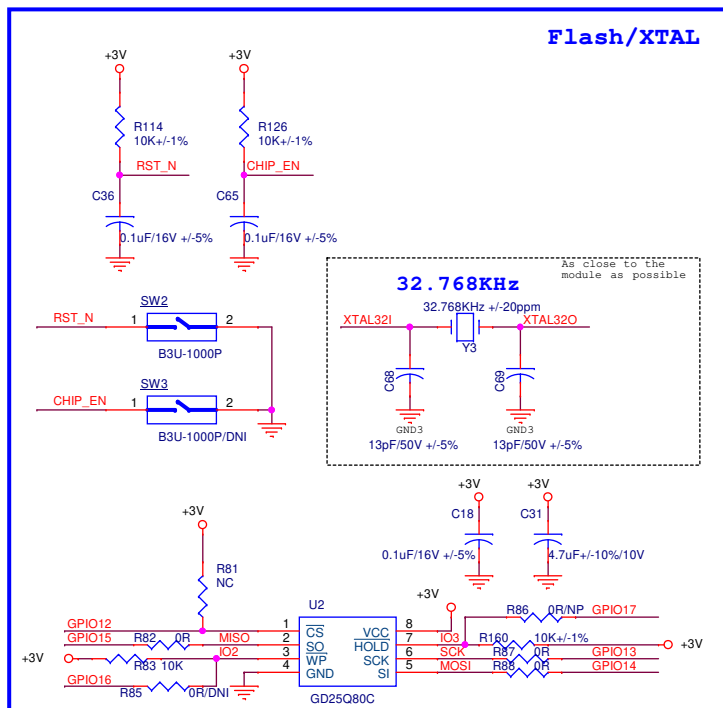 Flash/XTAL
+3V
+3V
R114
10K+/-1%
R126
10K+/-1%
RST_N
CHIP_EN
C36
C65
0.1uF/16V +/-5%
0.1uF/16V +/-5%
As close to the
module as possible
32.768KHz
32.768KHz +/-20ppm
XTAL32I
XTAL32O
Y3
C68
C69
GND3
GND3
13pF/50V +/-5%
13pF/50V +/-5%
SW2
RST_N
1
2
B3U-1000P
SW3
CHIP_EN
1
2
B3U-1000P/DNI
+3V
+3V
C18
C31
0.1uF/16V +/-5%
4.7uF+/-10%/10V
+3V
R81
NC
+3V
U2
R86
0R/NP
GPIO17
GPIO12
1
CS
VCC
8
GPIO15
R82
0R
MISO
2
SO
HOLD
7
IO3
R160
10K+/-1%
+3V
+3V
R83 10K
IO2
3
WP
SCK
6
SCK
R87
0R
GPIO13
4
GND
SI
5
MOSI
R88
0R
GPIO14
GPIO16
R85
0R/DNI
GD25Q80C